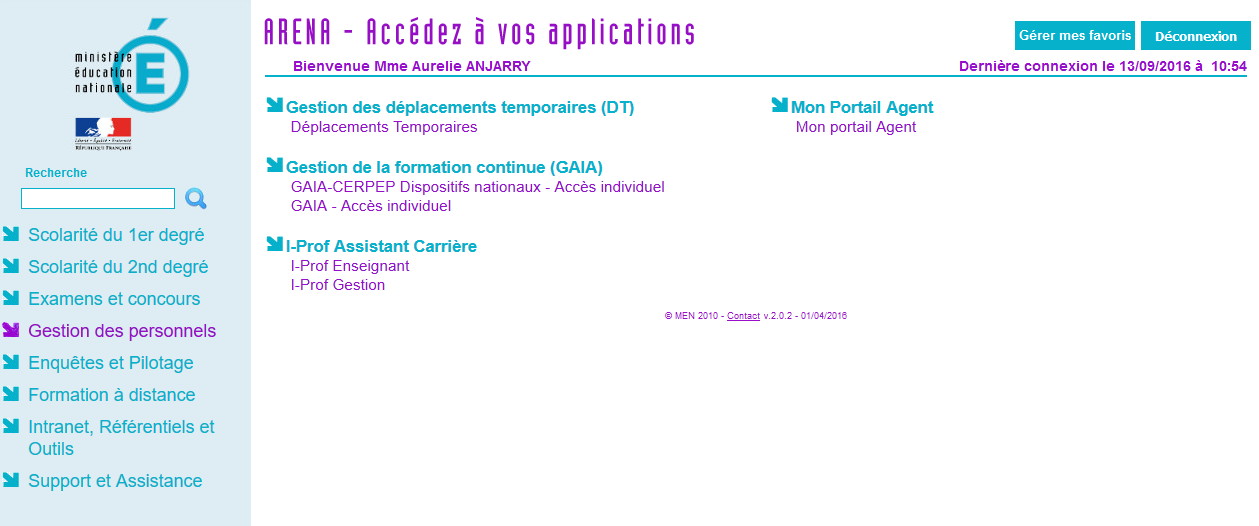 ministère
éducation
nationale
É
Liberté • Égalité • Fraternité
RÉPUBLIQUE FRANÇAISE
Recherche
Scolarité du 1er degré
Scolarité du 2nd degré
Examens et concours
Gestion des personnels
Enquêtes et Pilotage
Formation à distance
Intranet, Référentiels et
Outils
Support et Assistance
ARENA - Accédez à vos applications
Gérer mes favoris
Déconnexion
Bienvenue Mme Aurelie ANJARRY
Dernière connexion le 13/09/2016 à 10:54
Gestion des déplacements temporaires (DT)
Déplacements Temporaires
Gestion de la formation continue (GAIA)
GAIA-CERPEP Dispositifs nationaux - Accès individuel
GAIA - Accès individuel
I-Prof Assistant Carrière
I-Prof Enseignant
I-Prof Gestion
Mon Portail Agent
Mon portail Agent
© MEN 2010 - Contact v.2.0.2 - 01/04/2016